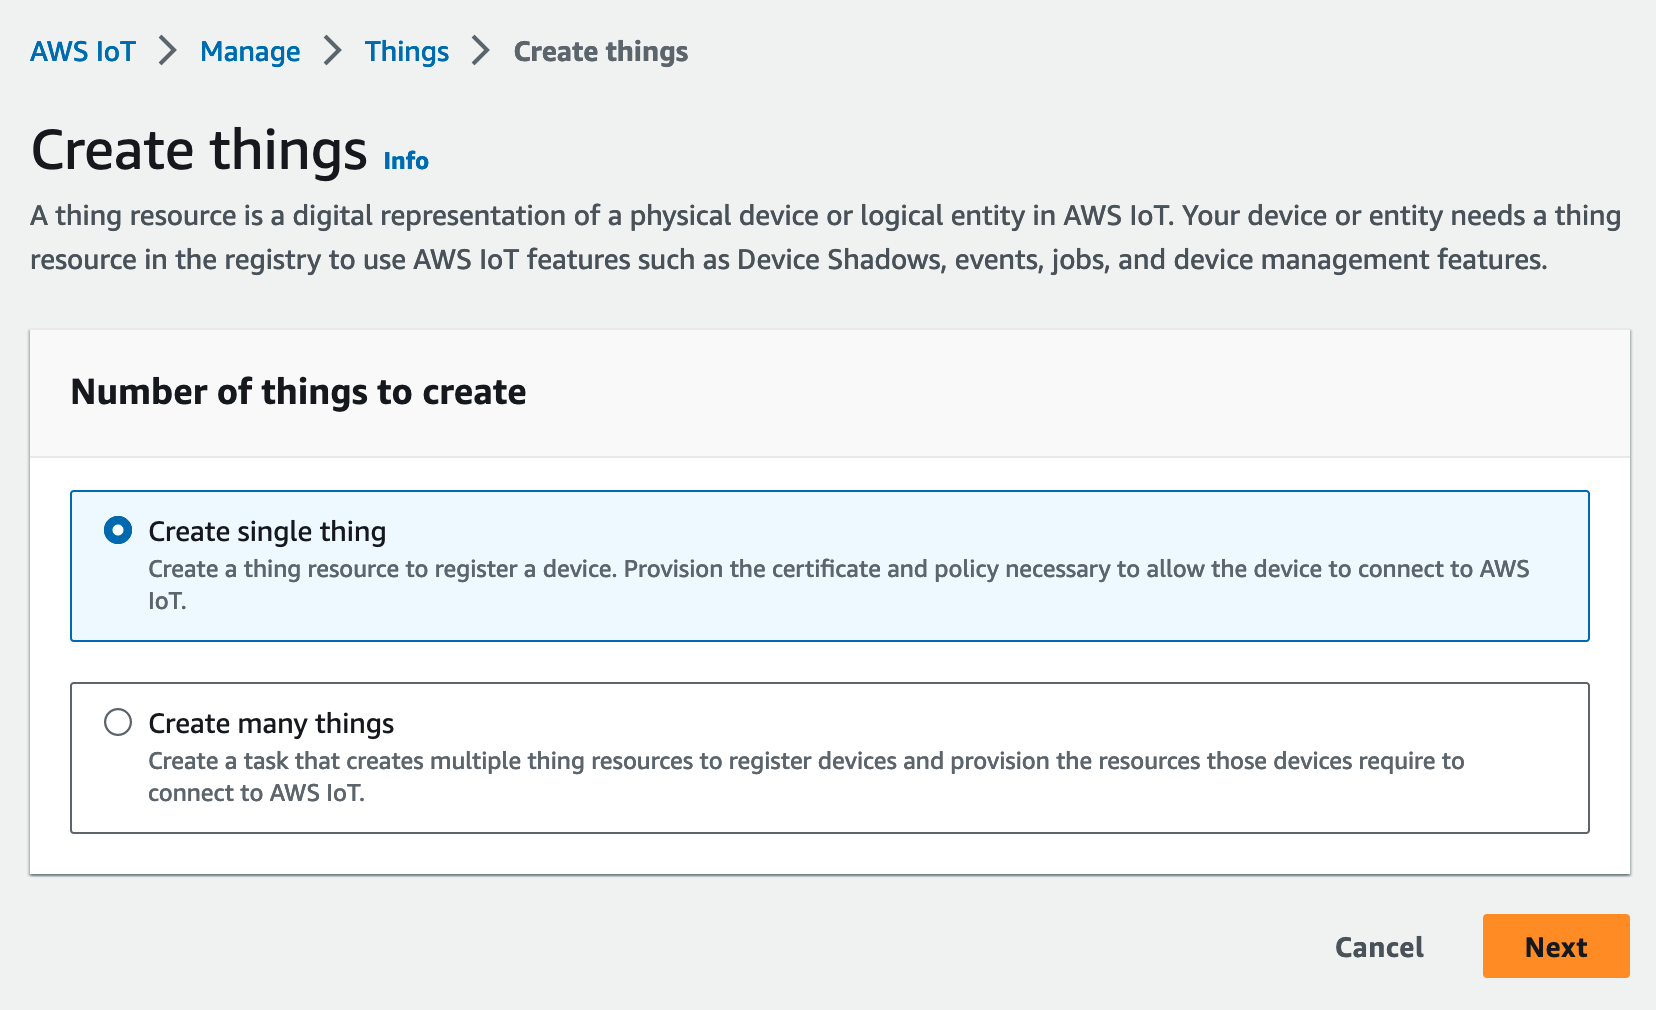 AWS IoT > Manage > Things > Create things
Create things Info
A thing resource is a digital representation of a physical device or logical entity in AWS IoT. Your device or entity needs a thing
resource in the registry to use AWS IoT features such as Device Shadows, events, jobs, and device management features.
Number of things to create
Create single thing
Create a thing resource to register a device. Provision the certificate and policy necessary to allow the device to connect to AWS
IoT.
Create many things
Create a task that creates multiple thing resources to register devices and provision the resources those devices require to
connect to AWS IoT.
Cancel Next